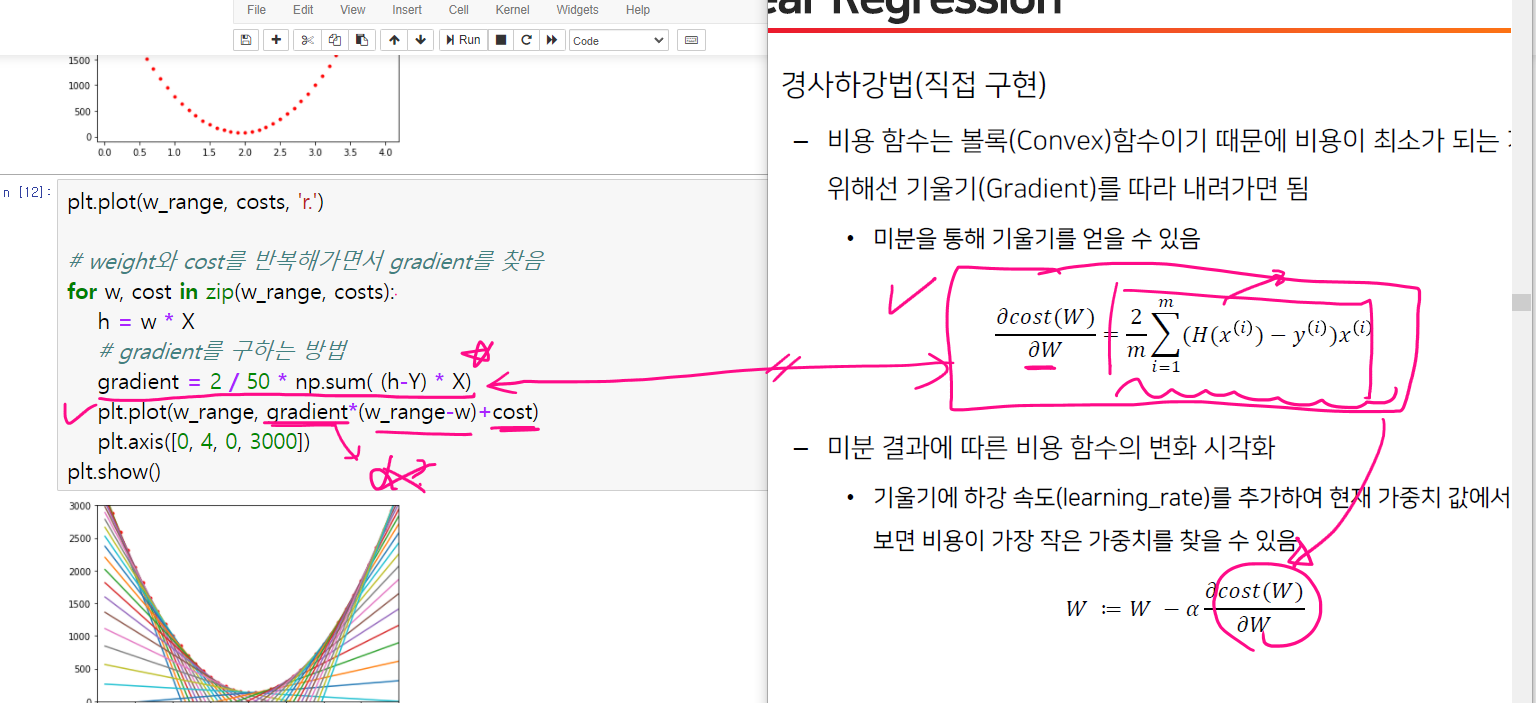 File Edit View Insert Cell Kernel Widgets Help
Run Code
1500
1000
500
0
0.0 0.5 1.0 1.5 2.0 2.5 3.0 3.5 4.0
n [12]:
plt.plot(w_range, costs, 'r.')
# weight와 cost를 반복해가면서 gradient를 찾음
for w, cost in zip(w_range, costs):
h = w * X
# gradient를 구하는 방법
gradient = 2 / 50 * np.sum( (h-Y) * X)
plt.plot(w_range, gradient*(w_range-w)+cost)
plt.axis([0, 4, 0, 3000])
plt.show()
3000
2500
2000
1500
1000
500
0
ear Regression
경사하강법(직접 구현)
– 비용 함수는 볼록(Convex)함수이기 때문에 비용이 최소가 되는
위해선 기울기(Gradient)를 따라 내려가면 됨
• 미분을 통해 기울기를 얻을 수 있음
∂cost(W)/∂W = 2/m ∑_{i=1}^{m} (H(x^{(i)}) − y^{(i)})x^{(i)}
– 미분 결과에 따른 비용 함수의 변화 시각화
• 기울기에 하강 속도(learning_rate)를 추가하여 현재 가중치 값에서
보면 비용이 가장 작은 가중치를 찾을 수 있음
W := W − α ∂cost(W)/∂W